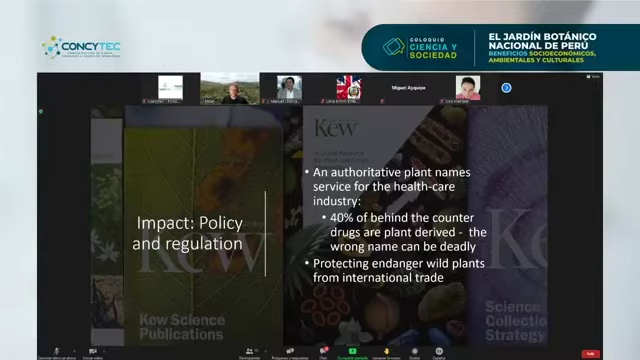 CONCYTEC
COLOQUIO
CIENCIA Y
SOCIEDAD
EL JARDÍN BOTÁNICO
NACIONAL DE PERÚ
BENEFICIOS SOCIOECONÓMICOS,
AMBIENTALES Y CULTURALES
Miguel Ayquipa
Kew
Impact: Policy
and regulation
• An authoritative plant names
service for the health-care
industry:
• 40% of behind the counter
drugs are plant derived - the
wrong name can be deadly
• Protecting endanger wild plants
from international trade
Kew
Kew Science
Publications
Science
Collectio
Strategy